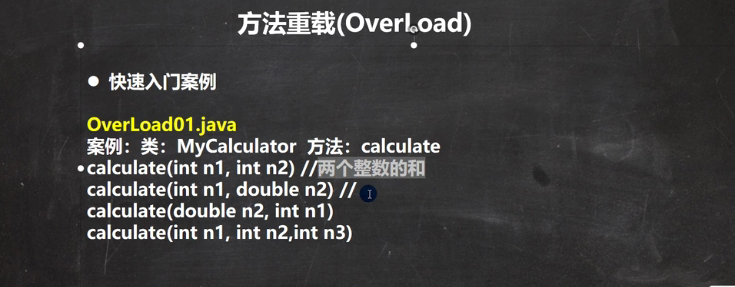 方法重载(OverLoad)
● 快速入门案例
OverLoad01.java
案例：类：MyCalculator 方法：calculate
calculate(int n1, int n2) //两个整数的和
calculate(int n1, double n2) //
calculate(double n2, int n1)
calculate(int n1, int n2,int n3)